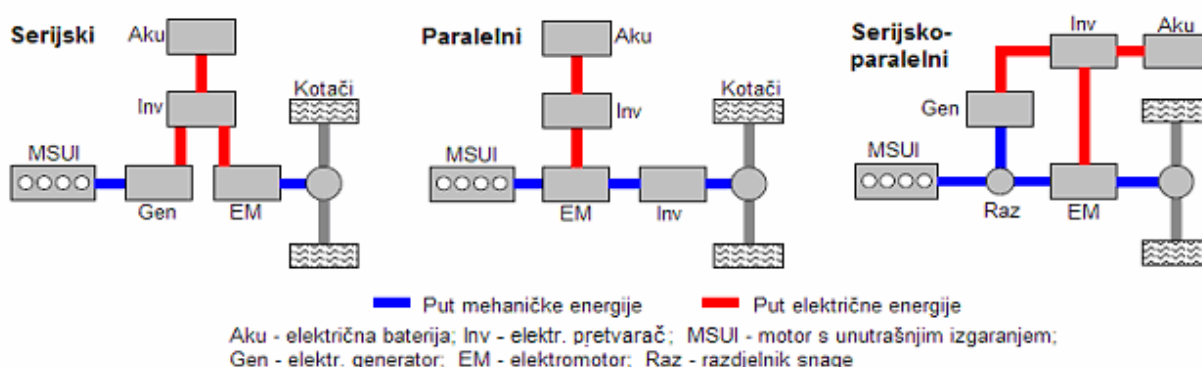 Serijski
Aku
Inv
Kotači
MSUI
Gen
EM
Paralelni
Aku
Inv
Kotači
MSUI
EM
Inv
Serijsko-
paralelni
Inv
Aku
Gen
MSUI
Raz
EM
Put mehaničke energije
Put električne energije
Aku - električna baterija; Inv - elektr. pretvarač; MSUI - motor s unutrašnjim izgaranjem;
Gen - elektr. generator; EM - elektromotor; Raz - razdjelnik snage